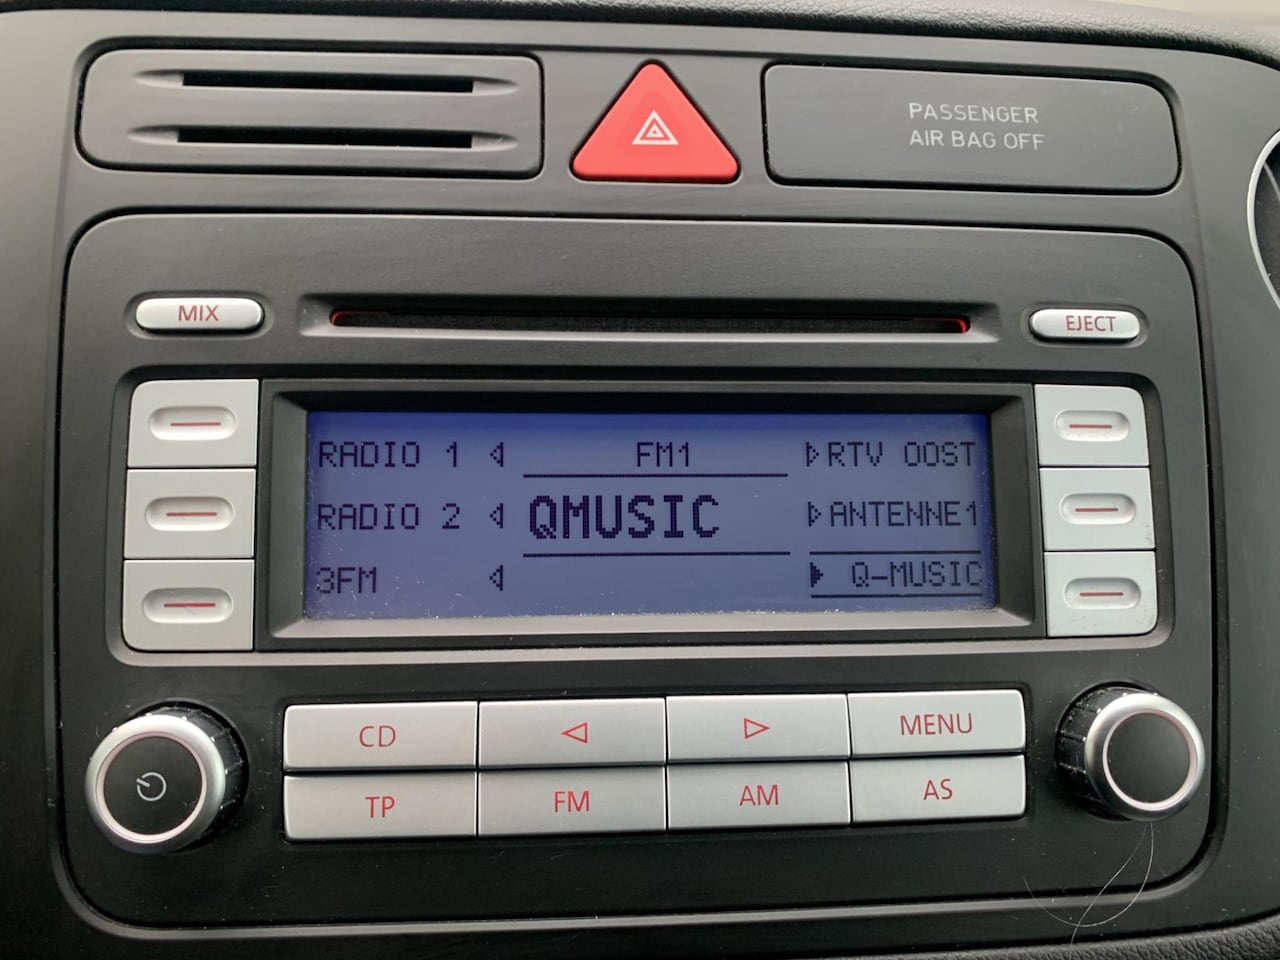 PASSENGER
AIR BAG OFF
MIX
EJECT
RADIO 1
FM1
RTV OOST
RADIO 2
QMUSIC
ANTENNE1
3FM
Q-MUSIC
CD
MENU
TP
FM
AM
AS